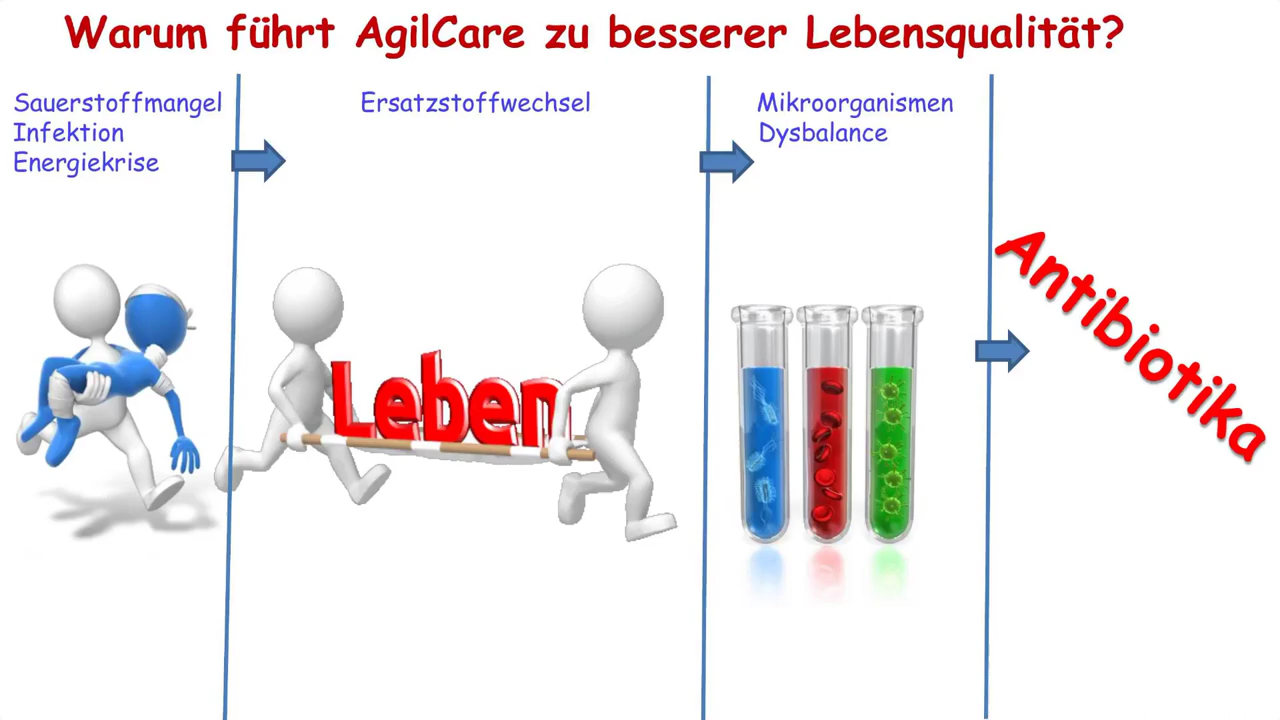 Warum führt AgilCare zu besserer Lebensqualität?
Sauerstoffmangel
Infektion
Energiekrise
Ersatzstoffwechsel
Mikroorganismen
Dysbalance
Leben
Antibiotika